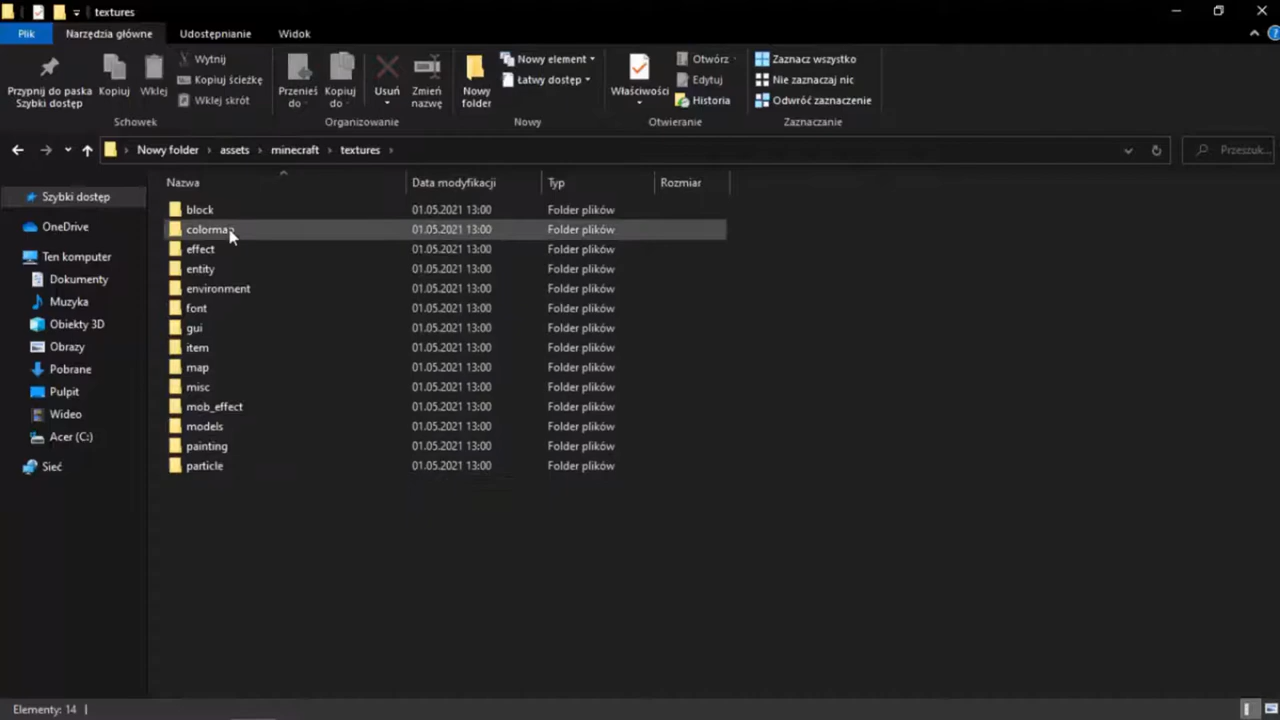 textures
Plik Narzędzia główne Udostępnianie Widok
Przypnij do paska Szybki dostęp
Kopiuj
Wklej
Wytnij
Kopiuj ścieżkę
Wklej skrót
Schowek
Przenieś do
Kopiuj do
Usuń
Zmień nazwę
Organizowanie
Nowy folder
Nowy element
Łatwy dostęp
Nowy
Właściwości
Otwórz
Edytuj
Historia
Otwieranie
Zaznacz wszystko
Nie zaznaczaj nic
Odwróć zaznaczenie
Zaznaczanie
Nowy folder › assets › minecraft › textures ›
Przeszuk...
Szybki dostęp
OneDrive
Ten komputer
Dokumenty
Muzyka
Obiekty 3D
Obrazy
Pobrane
Pulpit
Wideo
Acer (C:)
Sieć
Nazwa Data modyfikacji Typ Rozmiar
block 01.05.2021 13:00 Folder plików
colormap 01.05.2021 13:00 Folder plików
effect 01.05.2021 13:00 Folder plików
entity 01.05.2021 13:00 Folder plików
environment 01.05.2021 13:00 Folder plików
font 01.05.2021 13:00 Folder plików
gui 01.05.2021 13:00 Folder plików
item 01.05.2021 13:00 Folder plików
map 01.05.2021 13:00 Folder plików
misc 01.05.2021 13:00 Folder plików
mob_effect 01.05.2021 13:00 Folder plików
models 01.05.2021 13:00 Folder plików
painting 01.05.2021 13:00 Folder plików
particle 01.05.2021 13:00 Folder plików
Elementy: 14